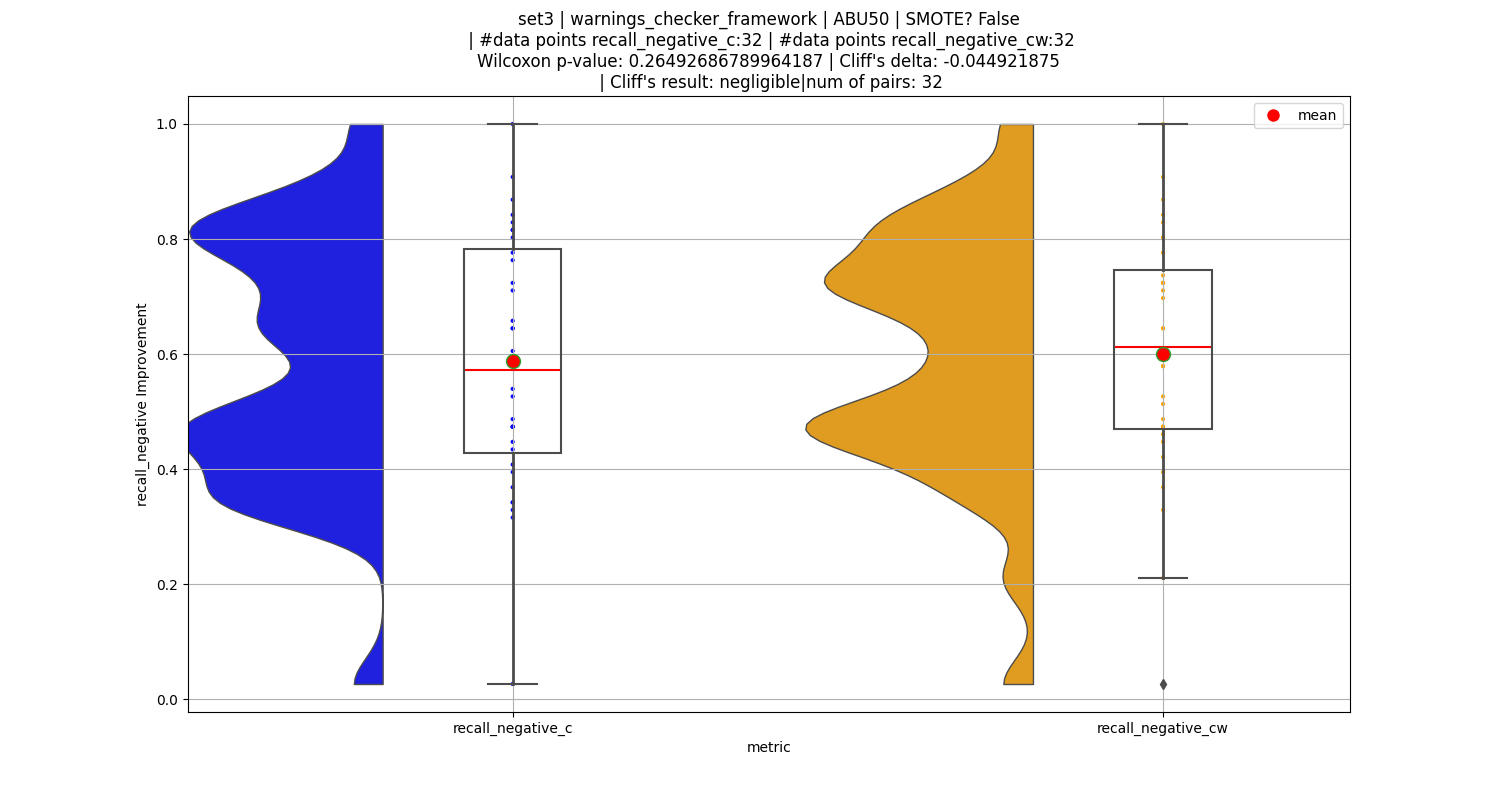 set3 | warnings_checker_framework | ABU50 | SMOTE? False
| #data points recall_negative_c:32 | #data points recall_negative_cw:32
Wilcoxon p-value: 0.26492686789964187 | Cliff's delta: -0.044921875
| Cliff's result: negligible|num of pairs: 32
mean
1.0
0.8
0.6
0.4
0.2
0.0
recall_negative Improvement
recall_negative_c
recall_negative_cw
metric